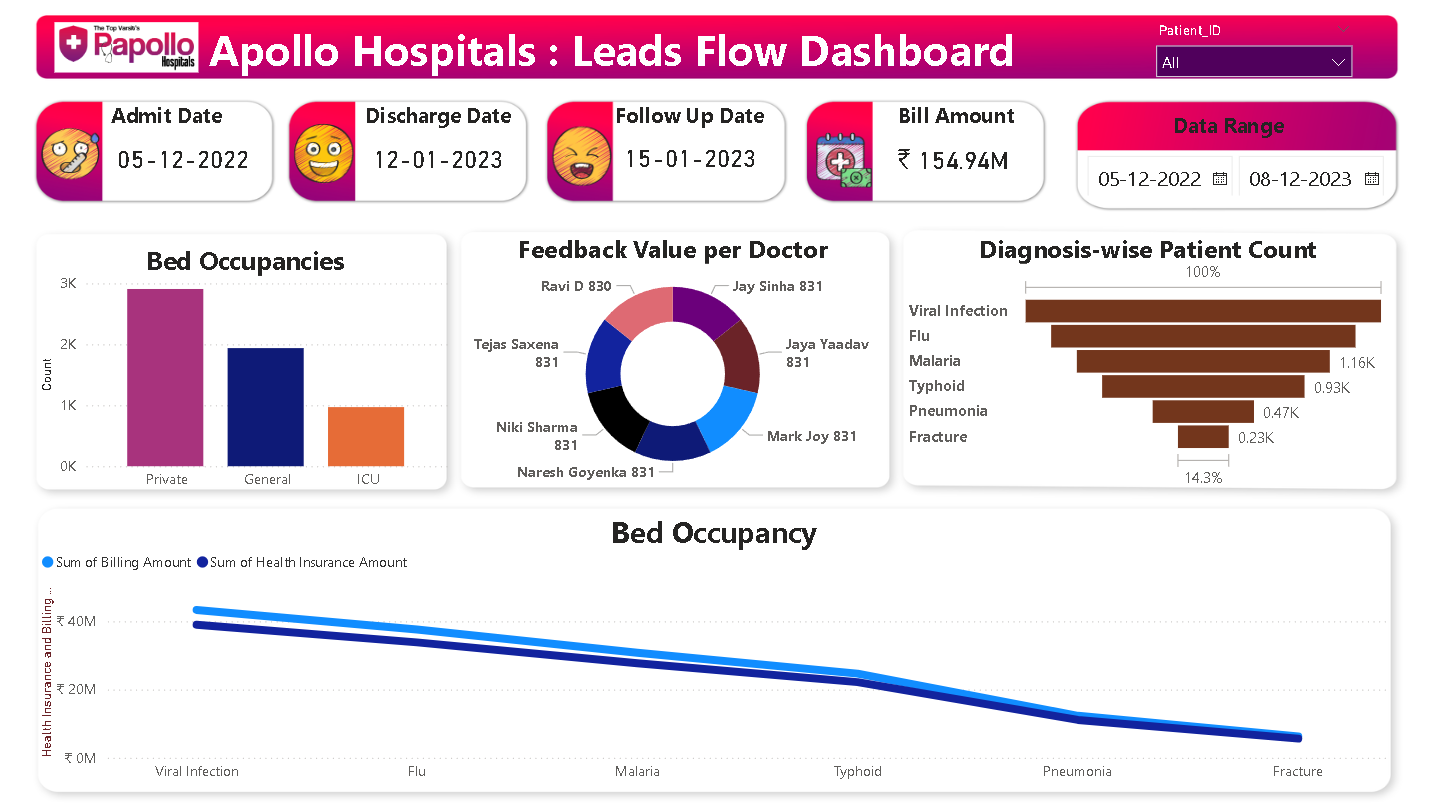 The Top Varsity's
Papollo
Hospitals
Apollo Hospitals : Leads Flow Dashboard
Patient_ID
All
Admit Date
05-12-2022
Discharge Date
12-01-2023
Follow Up Date
15-01-2023
Bill Amount
₹ 154.94M
Data Range
05-12-2022
08-12-2023
Bed Occupancies
Count
3K
2K
1K
0K
Private
General
ICU
Feedback Value per Doctor
Ravi D 830
Jay Sinha 831
Tejas Saxena
831
Jaya Yaadav
831
Niki Sharma
831
Mark Joy 831
Naresh Goyenka 831
Diagnosis-wise Patient Count
100%
Viral Infection
Flu
Malaria
1.16K
Typhoid
0.93K
Pneumonia
0.47K
Fracture
0.23K
14.3%
Bed Occupancy
Sum of Billing Amount
Sum of Health Insurance Amount
Health Insurance and Billing ...
₹ 40M
₹ 20M
₹ 0M
Viral Infection
Flu
Malaria
Typhoid
Pneumonia
Fracture